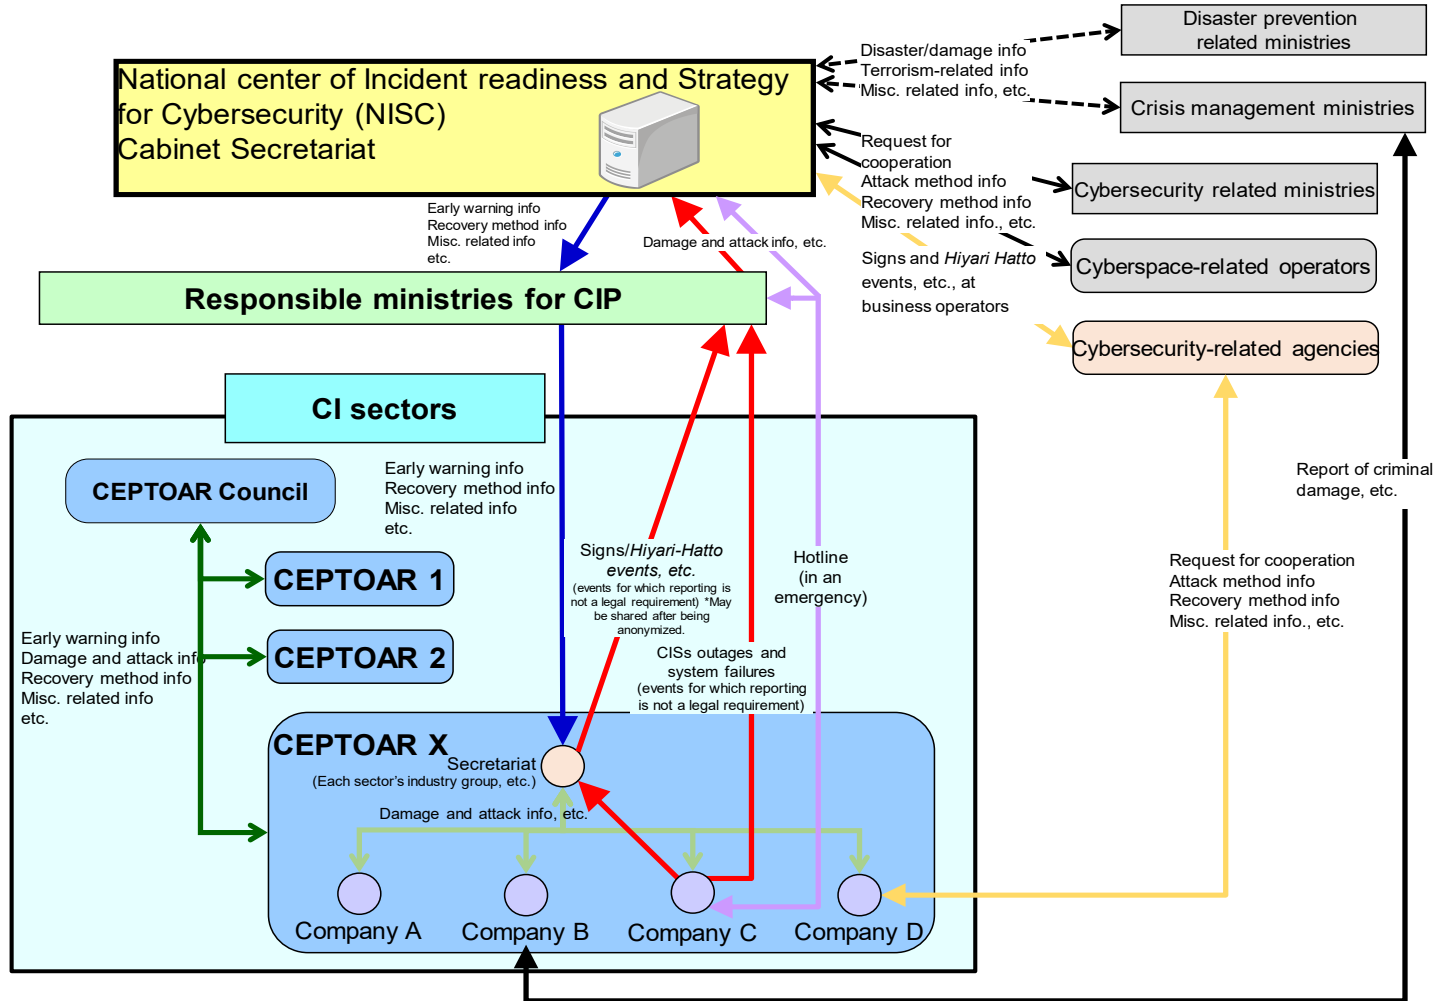 Disaster prevention
related ministries
Disaster/damage info
Terrorism-related info
Misc. related info, etc.
National center of Incident readiness and Strategy
for Cybersecurity (NISC)
Cabinet Secretariat
Crisis management ministries
Request for
cooperation
Attack method info
Recovery method info
Misc. related info., etc.
Cybersecurity related ministries
Early warning info
Recovery method info
Misc. related info
etc.
Damage and attack info, etc.
Signs and Hiyari Hatto
events, etc., at
business operators
Cyberspace-related operators
Responsible ministries for CIP
Cybersecurity-related agencies
CI sectors
CEPTOAR Council
Early warning info
Recovery method info
Misc. related info
etc.
Report of criminal
damage, etc.
Signs/Hiyari-Hatto
events, etc.
(events for which reporting is
not a legal requirement) *May
be shared after being
anonymized.
Hotline
(in an
emergency)
Request for cooperation
Attack method info
Recovery method info
Misc. related info., etc.
CEPTOAR 1
CEPTOAR 2
Early warning info
Damage and attack info
Recovery method info
Misc. related info
etc.
CISs outages and
system failures
(events for which reporting
is not a legal requirement)
CEPTOAR X
Secretariat
(Each sector's industry group, etc.)
Damage and attack info, etc.
Company A
Company B
Company C
Company D